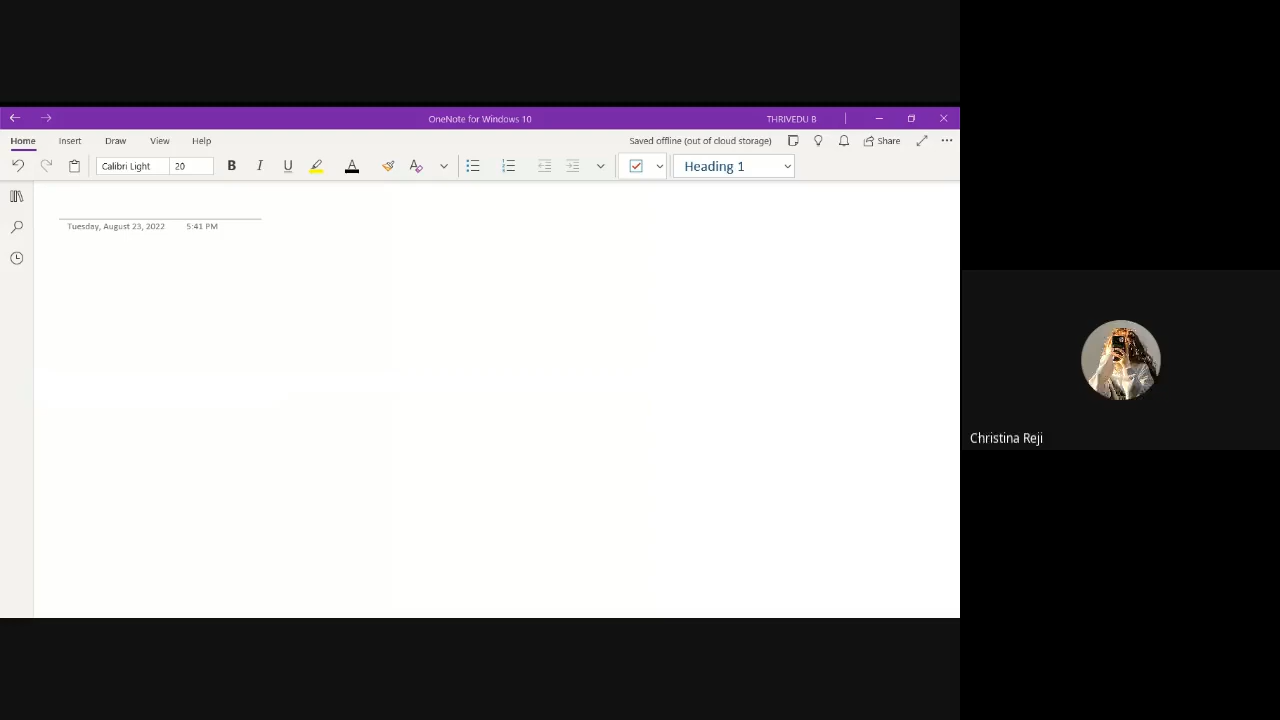 OneNote for Windows 10
THRIVEDU B
Home Insert Draw View Help
Saved offline (out of cloud storage)
Share
Calibri Light 20 B I U A A
Heading 1
Tuesday, August 23, 2022 5:41 PM
Christina Reji